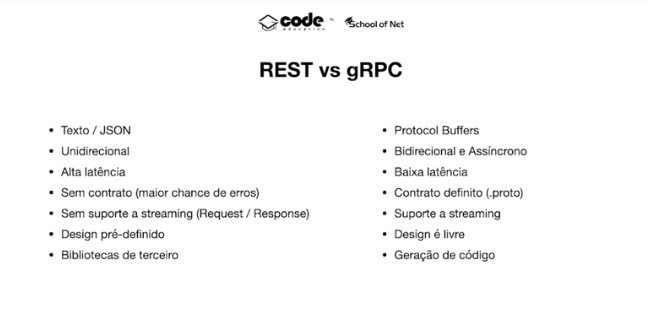 code education ™ School of Net
REST vs gRPC
• Texto / JSON
• Unidirecional
• Alta latência
• Sem contrato (maior chance de erros)
• Sem suporte a streaming (Request / Response)
• Design pré-definido
• Bibliotecas de terceiro
• Protocol Buffers
• Bidirecional e Assíncrono
• Baixa latência
• Contrato definito (.proto)
• Suporte a streaming
• Design é livre
• Geração de código